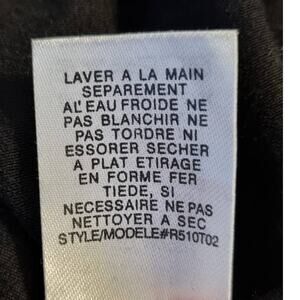 LAVER A LA MAIN
SEPAREMENT
AL'EAU FROIDE NE
PAS BLANCHIR NE
PAS TORDRE NI
ESSORER SECHER
A PLAT ETIRAGE
EN FORME FER
TIEDE, SI
NECESSAIRE NE PAS
NETTOYER A SEC
STYLE/MODELE#R510T02